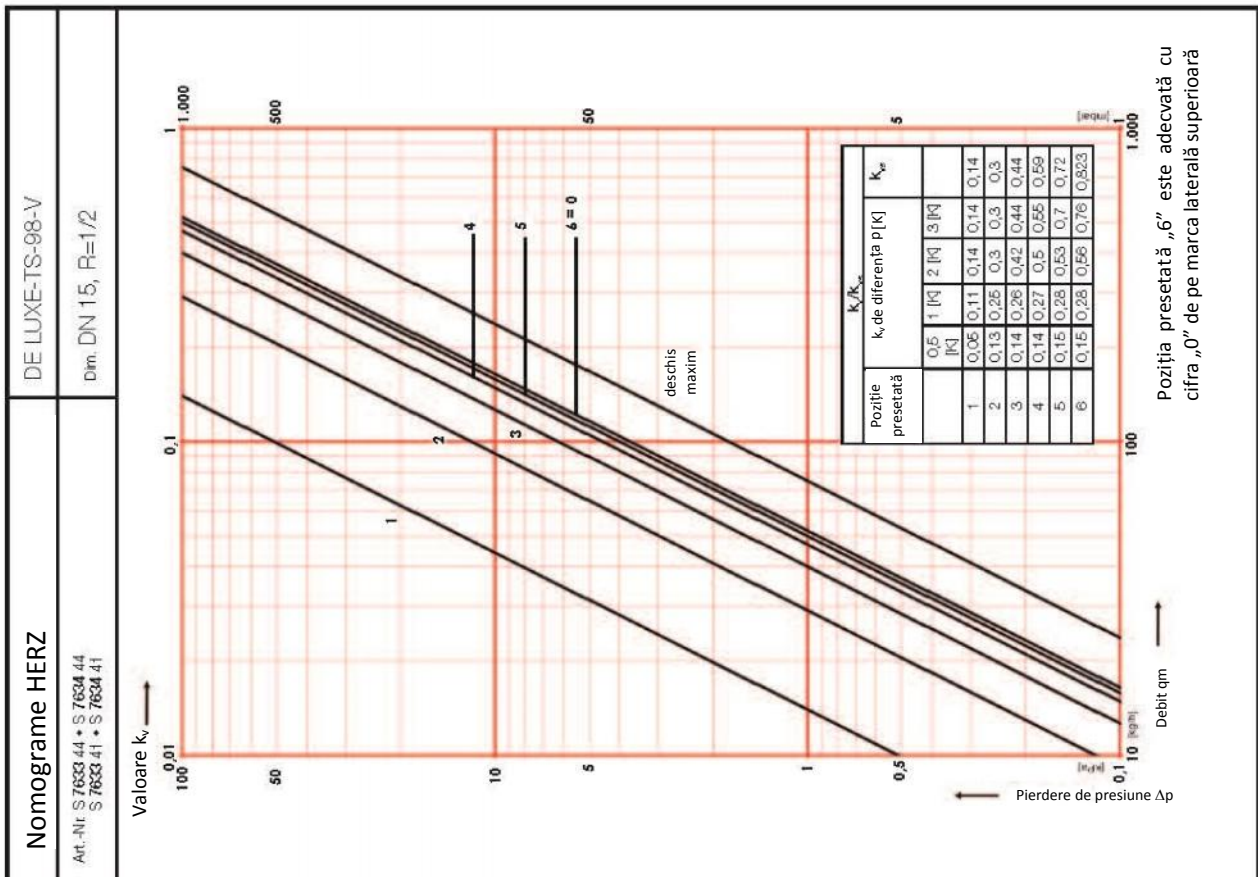 Nomograme HERZ
DE LUXE-TS-98-V
Art.-Nr. S 7633 44 + S 7634 44
S 7633 41 + S 7634 41
Dim. DN 15, R=1/2
Valoare kv
0,01
0,1
1
100
50
10
5
1
0,5
0,1
[kPa]
1.000
500
50
5
1
[mbar]
10
[kg/h]
100
1.000
1
2
3
4
5
6 = 0
deschis
maxim
Pierdere de presiune Δp
Debit qm
kv/kvs
Poziție presetată
kv de diferența p [K]
kvs
0,5 [K] 1 [K] 2 [K] 3 [K]
1 0,05 0,11 0,14 0,14 0,14
2 0,13 0,25 0,3 0,3 0,3
3 0,14 0,26 0,42 0,44 0,44
4 0,14 0,27 0,5 0,55 0,59
5 0,15 0,28 0,53 0,7 0,72
6 0,15 0,28 0,56 0,76 0,823
Poziția presetată „6” este adecvată cu
cifra „0” de pe marca laterală superioară